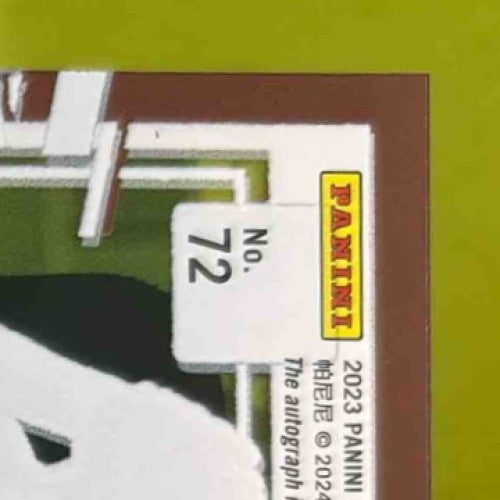 No.
72
PANINI
2023 PANINI
帕尼尼 © 2024
The autograph